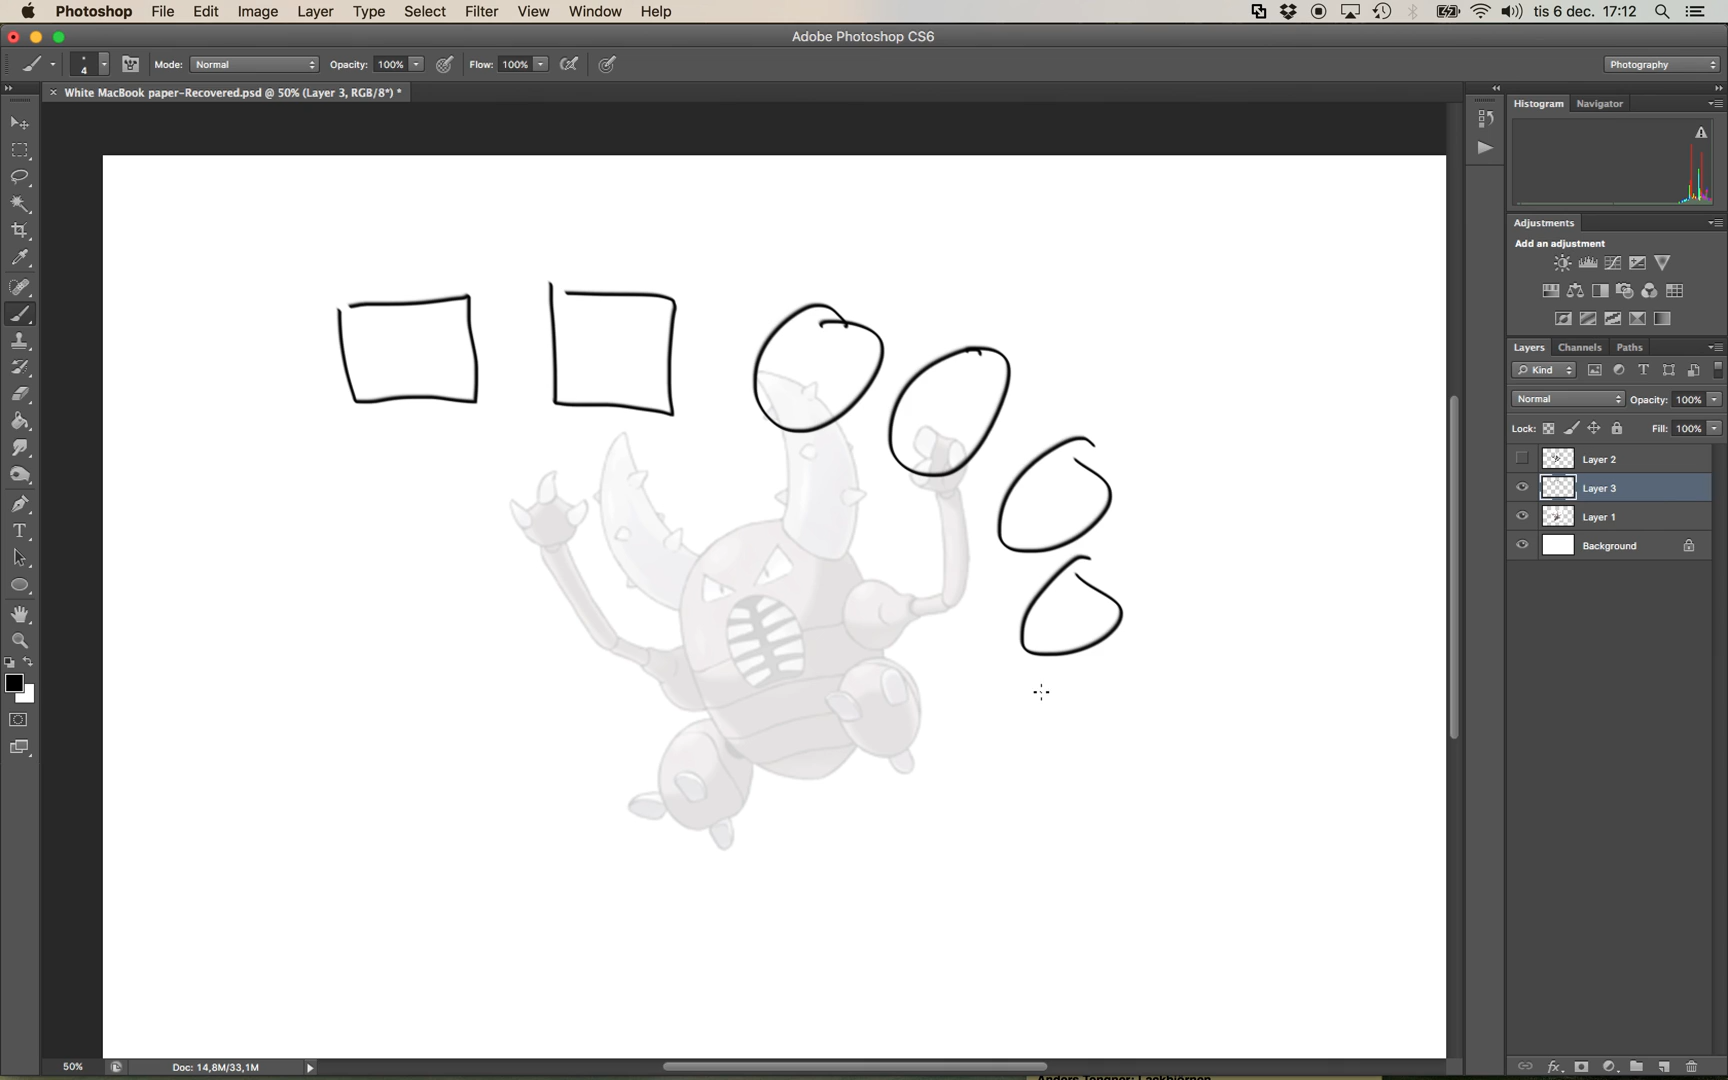 Photoshop File Edit Image Layer Type Select Filter View Window Help tis 6 dec. 17:12
Adobe Photoshop CS6
4 Mode: Normal Opacity: 100% Flow: 100% Photography
× White MacBook paper-Recovered.psd @ 50% (Layer 3, RGB/8*) *
Histogram Navigator
Adjustments
Add an adjustment
Layers Channels Paths
Kind
Normal Opacity: 100%
Lock: Fill: 100%
Layer 2
Layer 3
Layer 1
Background
50% Doc: 14,8M/33,1M